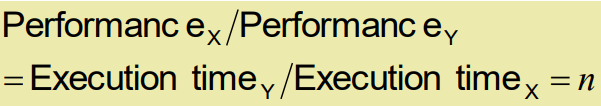 Performanc e_X/Performanc e_Y
= Execution time_Y/Execution time_X = n